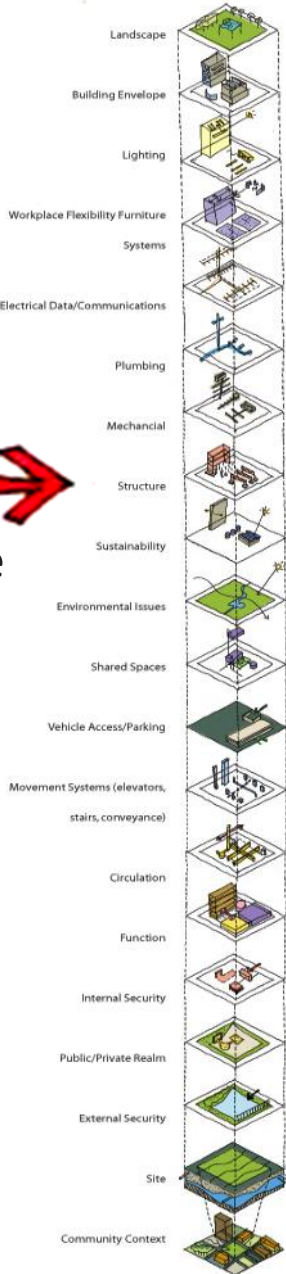 Landscape
Building Envelope
Lighting
Workplace Flexibility Furniture
Systems
Electrical Data/Communications
Plumbing
Mechancial
Structure
Sustainability
e
Environmental Issues
Shared Spaces
Vehicle Access/Parking
Movement Systems (elevators,
stairs, conveyance)
Circulation
Function
Internal Security
Public/Private Realm
External Security
Site
Community Context